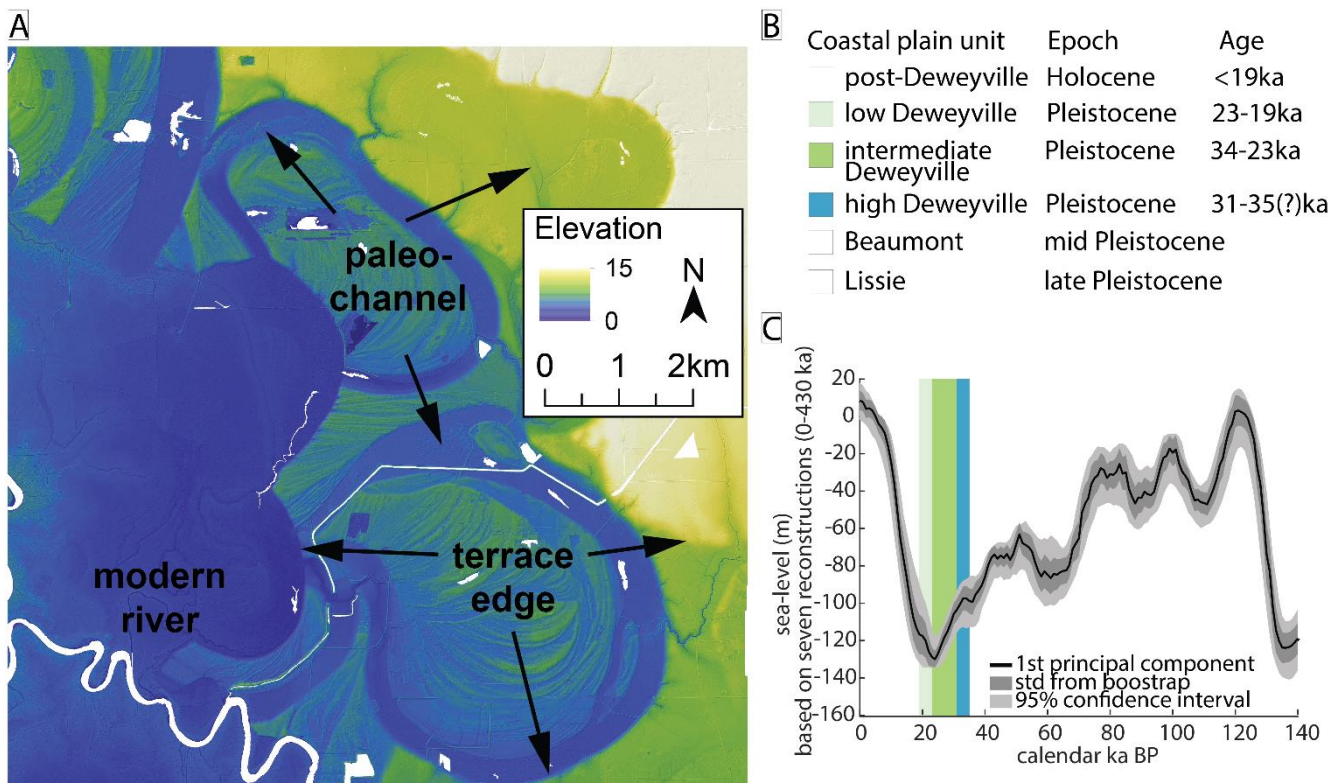 A
paleo-
channel
terrace
edge
modern
river
Elevation
15
0
N
0 1 2km
B
Coastal plain unit Epoch Age
post-Deweyville Holocene <19ka
low Deweyville Pleistocene 23-19ka
intermediate Pleistocene 34-23ka
Deweyville
high Deweyville Pleistocene 31-35(?)ka
Beaumont mid Pleistocene
Lissie late Pleistocene
C
sea-level (m)
based on seven reconstructions (0-430 ka)
20
0
-20
-40
-60
-80
-100
-120
-140
-160
1st principal component
std from boostrap
95% confidence interval
0 20 40 60 80 100 120 140
calendar ka BP